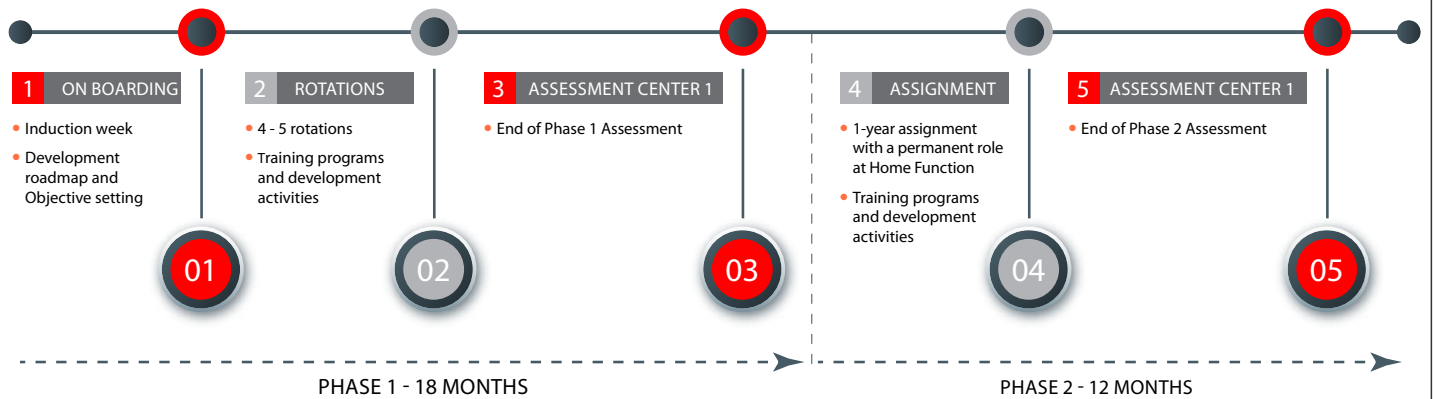 1 ON BOARDING
• Induction week
• Development
roadmap and
Objective setting
01
2 ROTATIONS
• 4 - 5 rotations
• Training programs
and development
activities
02
3 ASSESSMENT CENTER 1
• End of Phase 1 Assessment
03
4 ASSIGNMENT
• 1-year assignment
with a permanent role
at Home Function
• Training programs
and development
activities
04
5 ASSESSMENT CENTER 1
• End of Phase 2 Assessment
05
PHASE 1 - 18 MONTHS
PHASE 2 - 12 MONTHS